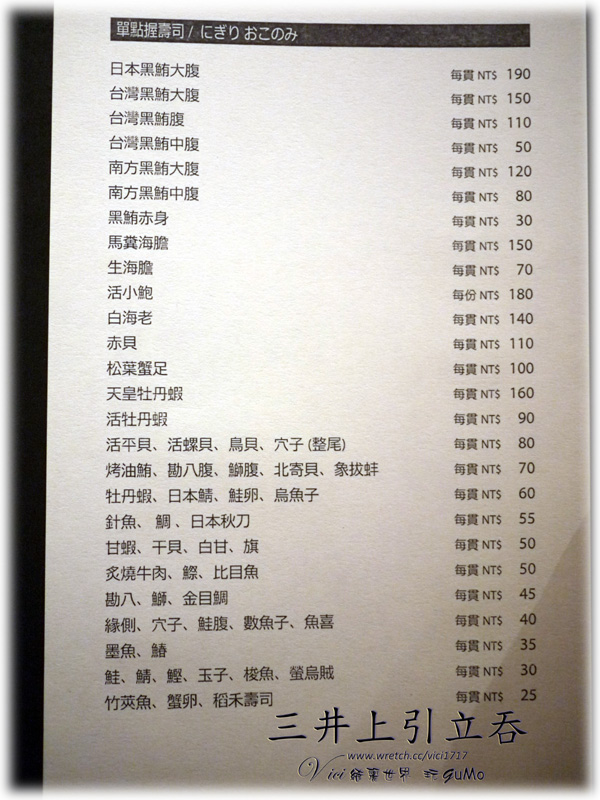 單點握壽司 / にぎり おこのみ
日本黑鮪大腹 每貫 NT$ 190
台灣黑鮪大腹 每貫 NT$ 150
台灣黑鮪腹 每貫 NT$ 110
台灣黑鮪中腹 每貫 NT$ 50
南方黑鮪大腹 每貫 NT$ 120
南方黑鮪中腹 每貫 NT$ 80
黑鮪赤身 每貫 NT$ 30
馬糞海膽 每貫 NT$ 150
生海膽 每貫 NT$ 70
活小鮑 每份 NT$ 180
白海老 每貫 NT$ 140
赤貝 每貫 NT$ 110
松葉蟹足 每貫 NT$ 100
天皇牡丹蝦 每貫 NT$ 160
活牡丹蝦 每貫 NT$ 90
活平貝、活螺貝、鳥貝、穴子 (整尾) 每貫 NT$ 80
烤油鮪、勘八腹、鰤腹、北寄貝、象拔蚌 每貫 NT$ 70
牡丹蝦、日本鯖、鮭卵、烏魚子 每貫 NT$ 60
針魚、 鯛 、日本秋刀 每貫 NT$ 55
甘蝦、干貝、白甘、旗 每貫 NT$ 50
炙燒牛肉、鰶、比目魚 每貫 NT$ 50
勘八、鰤、金目鯛 每貫 NT$ 45
緣側、穴子、鮭腹、數魚子、魚喜 每貫 NT$ 40
墨魚、鰆 每貫 NT$ 35
鮭、鯖、鰹、玉子、梭魚、螢烏賊 每貫 NT$ 30
竹莢魚、蟹卵、稻禾壽司 每貫 NT$ 25
三井上引立吞
www.wretch.cc/vici1717
Vici 繽菓世界 玩GuMo